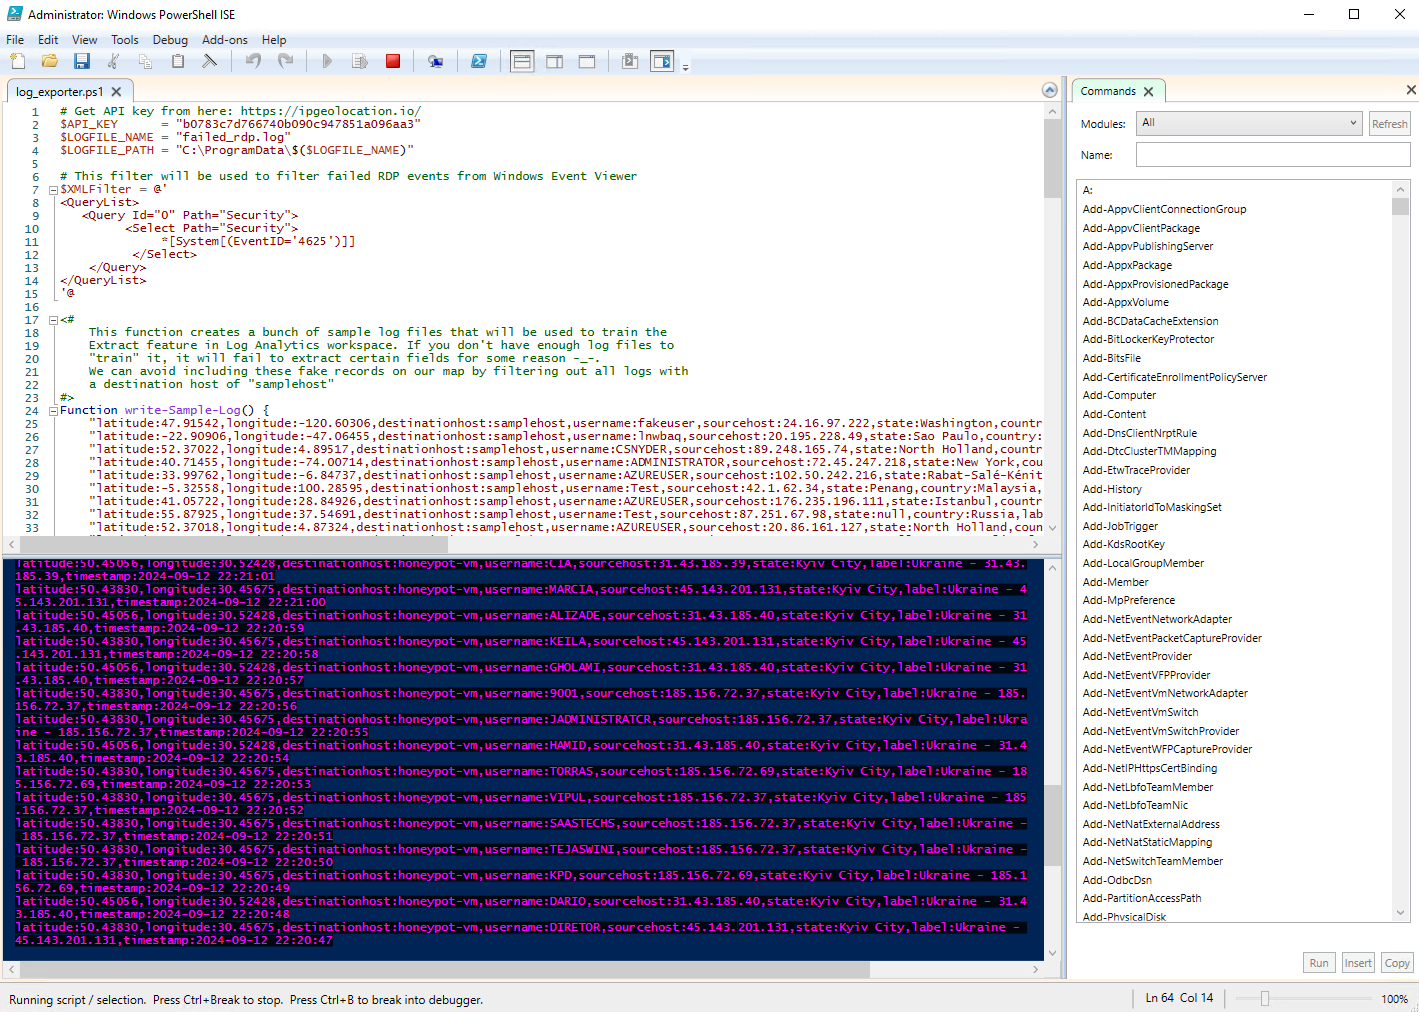 Administrator: Windows PowerShell ISE
File Edit View Tools Debug Add-ons Help
log_exporter.ps1
1 # Get API key from here: https://ipgeolocation.io/
2 $API_KEY = "b0783c7d766740b090c947851a096aa3"
3 $LOGFILE_NAME = "failed_rdp.log"
4 $LOGFILE_PATH = "C:\ProgramData\$($LOGFILE_NAME)"
5
6 # This filter will be used to filter failed RDP events from Windows Event Viewer
7 $XMLFilter = @'
8 <QueryList>
9 <Query Id="0" Path="Security">
10 <Select Path="Security">
11 *[System[(EventID='4625')]]
12 </Select>
13 </Query>
14 </QueryList>
15 '@
16
17 <#
18 This function creates a bunch of sample log files that will be used to train the
19 Extract feature in Log Analytics workspace. If you don't have enough log files to
20 "train" it, it will fail to extract certain fields for some reason -_-.
21 We can avoid including these fake records on our map by filtering out all logs with
22 a destination host of "samplehost"
23 #>
24 Function write-Sample-Log() {
25 "latitude:47.91542,longitude:-120.60306,destinationhost:samplehost,username:fakeuser,sourcehost:24.16.97.222,state:Washington,countr
26 "latitude:-22.90906,longitude:-47.06455,destinationhost:samplehost,username:lnwbaq,sourcehost:20.195.228.49,state:Sao Paulo,country:
27 "latitude:52.37022,longitude:4.89517,destinationhost:samplehost,username:CSNYDER,sourcehost:89.248.165.74,state:North Holland,countr
28 "latitude:40.71455,longitude:-74.00714,destinationhost:samplehost,username:ADMINISTRATOR,sourcehost:72.45.247.218,state:New York,cou
29 "latitude:33.99762,longitude:-6.84737,destinationhost:samplehost,username:AZUREUSER,sourcehost:102.50.242.216,state:Rabat-Salé-Kénit
30 "latitude:-5.32558,longitude:100.28595,destinationhost:samplehost,username:Test,sourcehost:42.1.62.34,state:Penang,country:Malaysia,
31 "latitude:41.05722,longitude:28.84926,destinationhost:samplehost,username:AZUREUSER,sourcehost:176.235.196.111,state:Istanbul,countr
32 "latitude:55.87925,longitude:37.54691,destinationhost:samplehost,username:Test,sourcehost:87.251.67.98,state:null,country:Russia,lab
33 "latitude:52.37018,longitude:4.87324,destinationhost:samplehost,username:AZUREUSER,sourcehost:20.86.161.127,state:North Holland,coun
latitude:50.45056,longitude:30.52428,destinationhost:honeypot-vm,username:CIA,sourcehost:31.43.185.39,state:Kyiv City,label:Ukraine - 31.43.
185.39,timestamp:2024-09-12 22:21:01
latitude:50.43830,longitude:30.45675,destinationhost:honeypot-vm,username:MARCIA,sourcehost:45.143.201.131,state:Kyiv City,label:Ukraine - 4
5.143.201.131,timestamp:2024-09-12 22:21:00
latitude:50.45056,longitude:30.52428,destinationhost:honeypot-vm,username:ALIZADE,sourcehost:31.43.185.40,state:Kyiv City,label:Ukraine - 31
.43.185.40,timestamp:2024-09-12 22:20:59
latitude:50.43830,longitude:30.45675,destinationhost:honeypot-vm,username:KEILA,sourcehost:45.143.201.131,state:Kyiv City,label:Ukraine - 45
.143.201.131,timestamp:2024-09-12 22:20:58
latitude:50.45056,longitude:30.52428,destinationhost:honeypot-vm,username:GHOLAMI,sourcehost:31.43.185.40,state:Kyiv City,label:Ukraine - 31
.43.185.40,timestamp:2024-09-12 22:20:57
latitude:50.43830,longitude:30.45675,destinationhost:honeypot-vm,username:9001,sourcehost:185.156.72.37,state:Kyiv City,label:Ukraine - 185.
156.72.37,timestamp:2024-09-12 22:20:56
latitude:50.43830,longitude:30.45675,destinationhost:honeypot-vm,username:JADMINISTRATCR,sourcehost:185.156.72.37,state:Kyiv City,label:Ukra
ine - 185.156.72.37,timestamp:2024-09-12 22:20:55
latitude:50.45056,longitude:30.52428,destinationhost:honeypot-vm,username:HAMID,sourcehost:31.43.185.40,state:Kyiv City,label:Ukraine - 31.4
3.185.40,timestamp:2024-09-12 22:20:54
latitude:50.43830,longitude:30.45675,destinationhost:honeypot-vm,username:TORRAS,sourcehost:185.156.72.69,state:Kyiv City,label:Ukraine - 18
5.156.72.69,timestamp:2024-09-12 22:20:53
latitude:50.43830,longitude:30.45675,destinationhost:honeypot-vm,username:VIPUL,sourcehost:185.156.72.37,state:Kyiv City,label:Ukraine - 185
.156.72.37,timestamp:2024-09-12 22:20:52
latitude:50.43830,longitude:30.45675,destinationhost:honeypot-vm,username:SAASTECHS,sourcehost:185.156.72.37,state:Kyiv City,label:Ukraine -
185.156.72.37,timestamp:2024-09-12 22:20:51
latitude:50.43830,longitude:30.45675,destinationhost:honeypot-vm,username:TEJASWINI,sourcehost:185.156.72.37,state:Kyiv City,label:Ukraine -
185.156.72.37,timestamp:2024-09-12 22:20:50
latitude:50.43830,longitude:30.45675,destinationhost:honeypot-vm,username:KPD,sourcehost:185.156.72.69,state:Kyiv City,label:Ukraine - 185.1
56.72.69,timestamp:2024-09-12 22:20:49
latitude:50.45056,longitude:30.52428,destinationhost:honeypot-vm,username:DARIO,sourcehost:31.43.185.40,state:Kyiv City,label:Ukraine - 31.4
3.185.40,timestamp:2024-09-12 22:20:48
latitude:50.43830,longitude:30.45675,destinationhost:honeypot-vm,username:DIRETOR,sourcehost:45.143.201.131,state:Kyiv City,label:Ukraine -
45.143.201.131,timestamp:2024-09-12 22:20:47
Commands
Modules: All Refresh
Name:
A:
Add-AppvClientConnectionGroup
Add-AppvClientPackage
Add-AppvPublishingServer
Add-AppxPackage
Add-AppxProvisionedPackage
Add-AppxVolume
Add-BCDataCacheExtension
Add-BitLockerKeyProtector
Add-BitsFile
Add-CertificateEnrollmentPolicyServer
Add-Computer
Add-Content
Add-DnsClientNrptRule
Add-DtcClusterTMMapping
Add-EtwTraceProvider
Add-History
Add-InitiatorIdToMaskingSet
Add-JobTrigger
Add-KdsRootKey
Add-LocalGroupMember
Add-Member
Add-MpPreference
Add-NetEventNetworkAdapter
Add-NetEventPacketCaptureProvider
Add-NetEventProvider
Add-NetEventVFPProvider
Add-NetEventVmNetworkAdapter
Add-NetEventVmSwitch
Add-NetEventVmSwitchProvider
Add-NetEventWFPCaptureProvider
Add-NetIPHttpsCertBinding
Add-NetLbfoTeamMember
Add-NetLbfoTeamNic
Add-NetNatExternalAddress
Add-NetNatStaticMapping
Add-NetSwitchTeamMember
Add-OdbcDsn
Add-PartitionAccessPath
Add-PhysicalDisk
Run Insert Copy
Running script / selection. Press Ctrl+Break to stop. Press Ctrl+B to break into debugger.
Ln 64 Col 14
100%